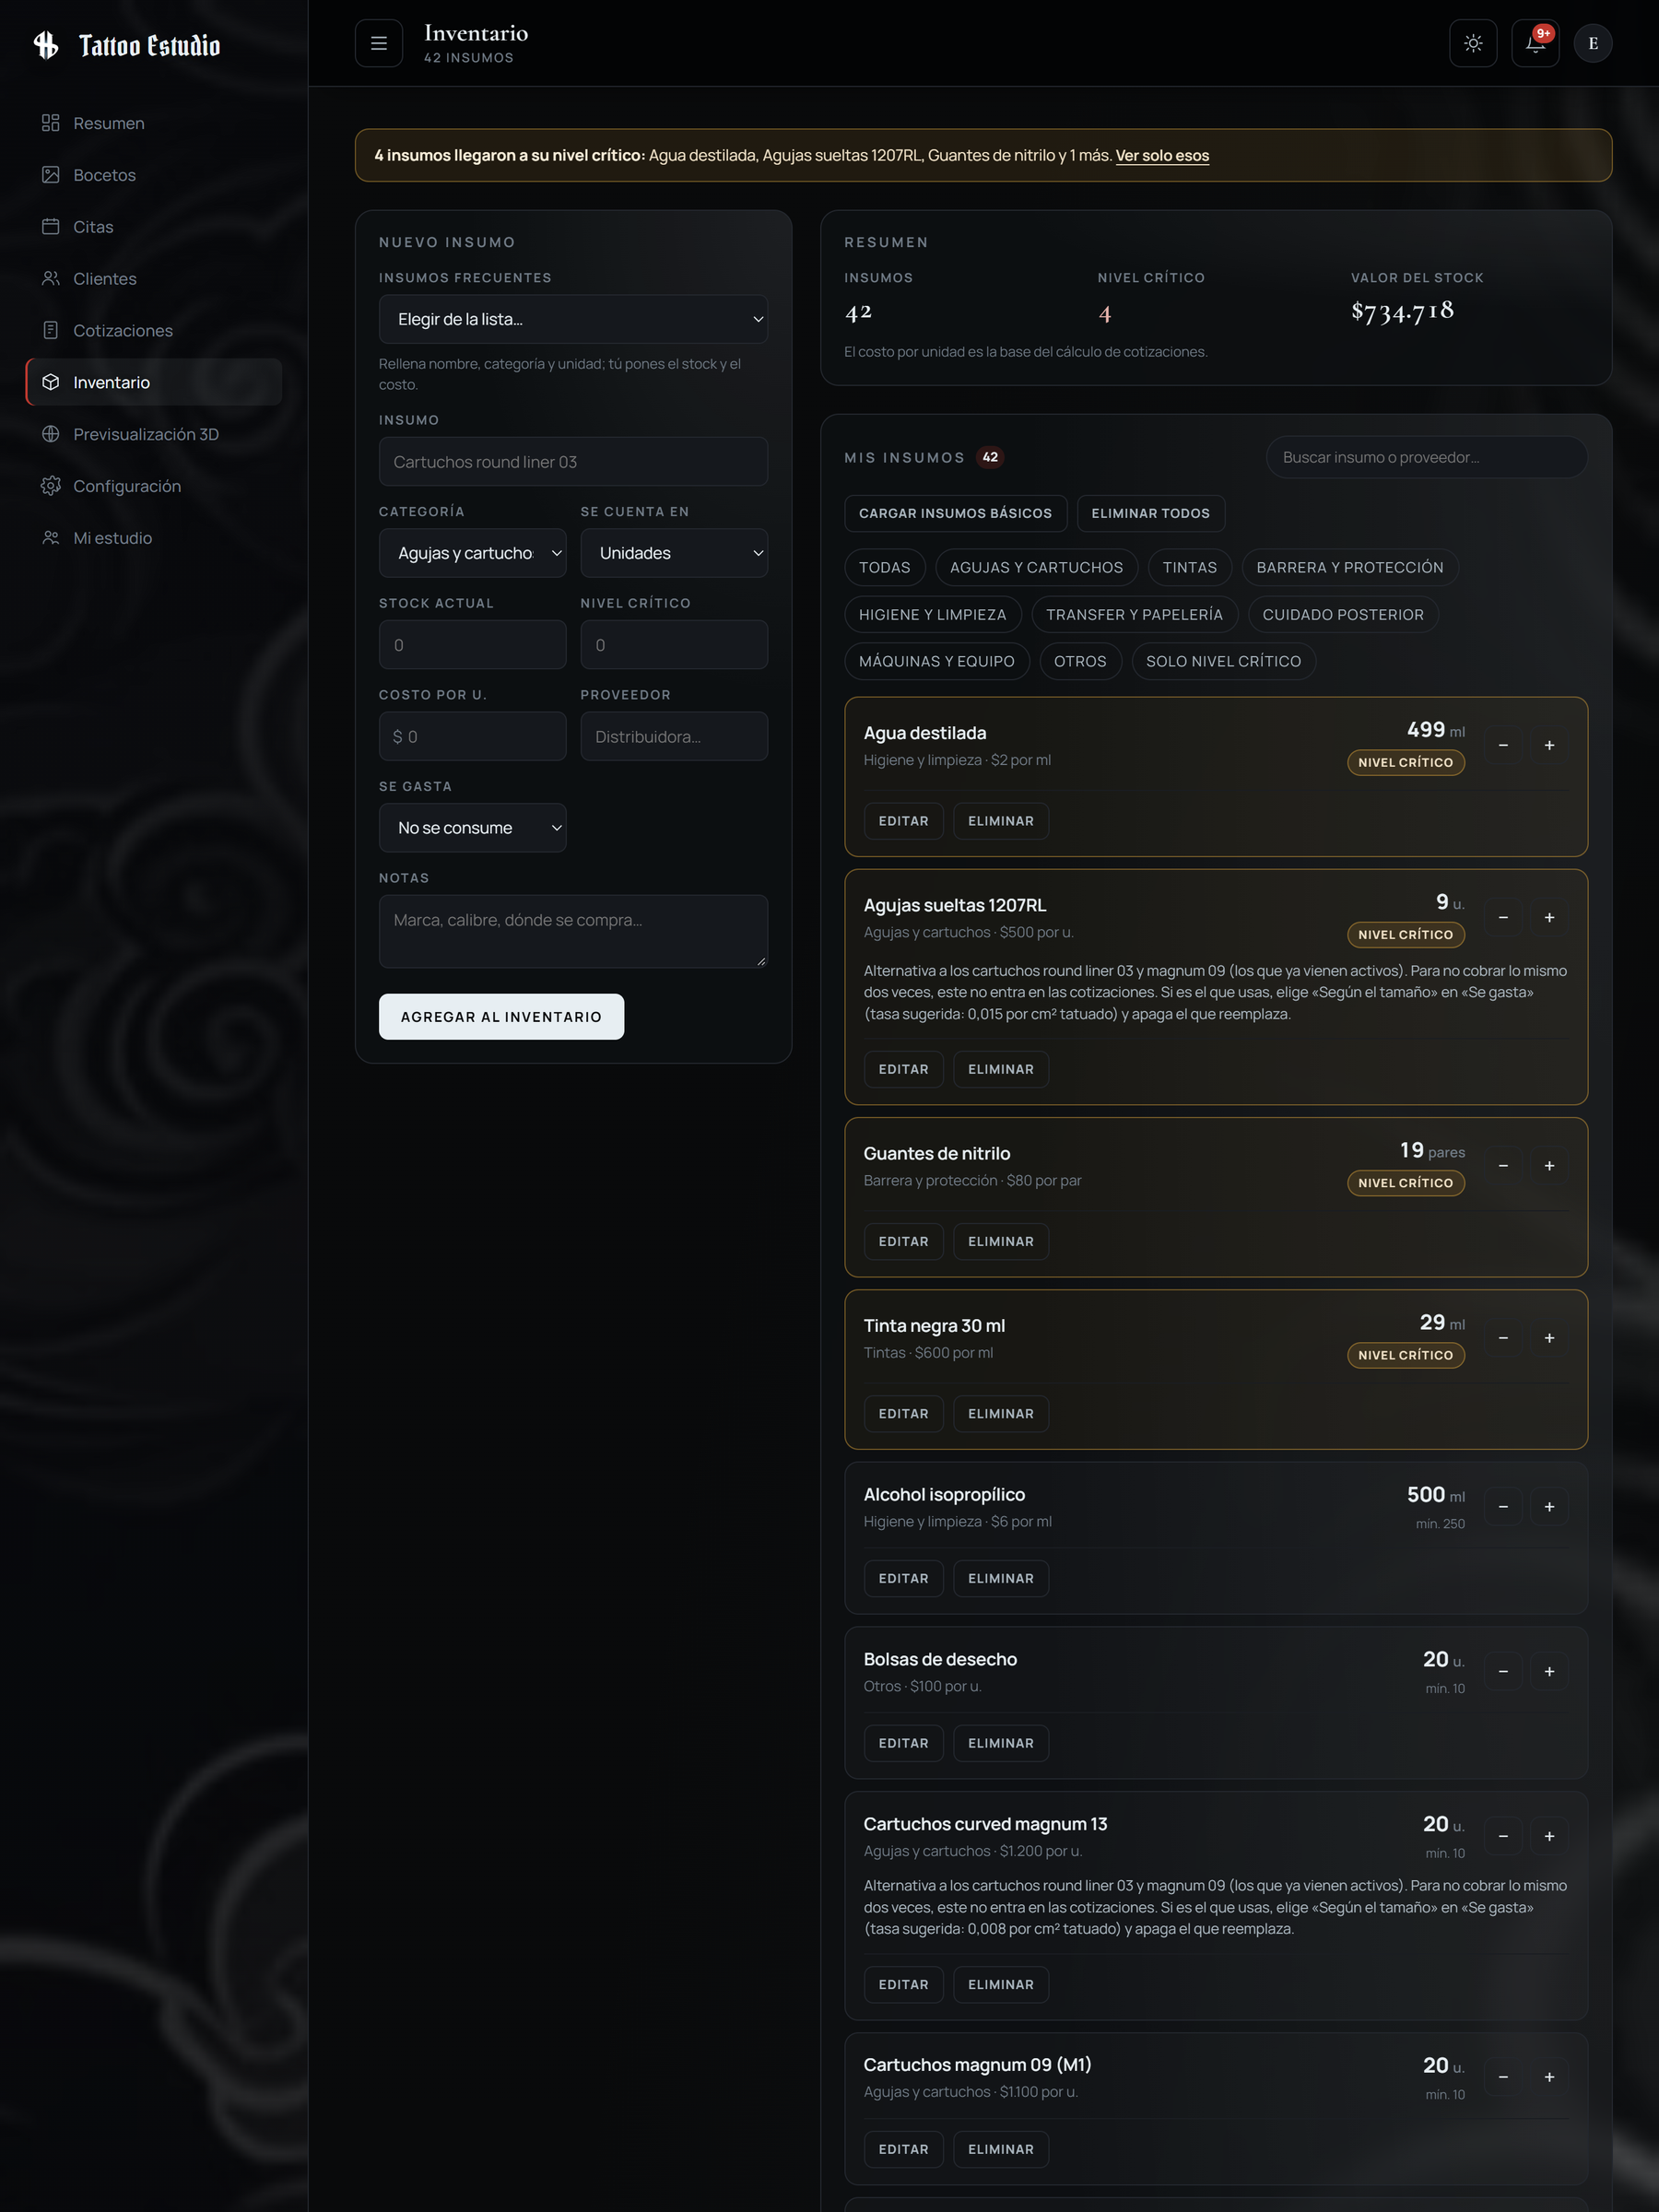 Tattoo Estudio
Resumen
Bocetos
Citas
Clientes
Cotizaciones
Inventario
Previsualización 3D
Configuración
Mi estudio
Inventario
42 INSUMOS
9+
E
4 insumos llegaron a su nivel crítico: Agua destilada, Agujas sueltas 1207RL, Guantes de nitrilo y 1 más. Ver solo esos
NUEVO INSUMO
INSUMOS FRECUENTES
Elegir de la lista...
Rellena nombre, categoría y unidad; tú pones el stock y el
costo.
INSUMO
Cartuchos round liner 03
CATEGORÍA SE CUENTA EN
Agujas y cartuchos Unidades
STOCK ACTUAL NIVEL CRÍTICO
0 0
COSTO POR U. PROVEEDOR
$ 0 Distribuidora...
SE GASTA
No se consume
NOTAS
Marca, calibre, dónde se compra...
AGREGAR AL INVENTARIO
RESUMEN
INSUMOS NIVEL CRÍTICO VALOR DEL STOCK
42 4 $734.718
El costo por unidad es la base del cálculo de cotizaciones.
MIS INSUMOS 42 Buscar insumo o proveedor...
CARGAR INSUMOS BÁSICOS ELIMINAR TODOS
TODAS AGUJAS Y CARTUCHOS TINTAS BARRERA Y PROTECCIÓN
HIGIENE Y LIMPIEZA TRANSFER Y PAPELERÍA CUIDADO POSTERIOR
MÁQUINAS Y EQUIPO OTROS SOLO NIVEL CRÍTICO
Agua destilada 499 ml − +
Higiene y limpieza · $2 por ml NIVEL CRÍTICO
EDITAR ELIMINAR
Agujas sueltas 1207RL 9 u. − +
Agujas y cartuchos · $500 por u. NIVEL CRÍTICO
Alternativa a los cartuchos round liner 03 y magnum 09 (los que ya vienen activos). Para no cobrar lo mismo
dos veces, este no entra en las cotizaciones. Si es el que usas, elige «Según el tamaño» en «Se gasta»
(tasa sugerida: 0,015 por cm² tatuado) y apaga el que reemplaza.
EDITAR ELIMINAR
Guantes de nitrilo 19 pares − +
Barrera y protección · $80 por par NIVEL CRÍTICO
EDITAR ELIMINAR
Tinta negra 30 ml 29 ml − +
Tintas · $600 por ml NIVEL CRÍTICO
EDITAR ELIMINAR
Alcohol isopropílico 500 ml − +
Higiene y limpieza · $6 por ml mín. 250
EDITAR ELIMINAR
Bolsas de desecho 20 u. − +
Otros · $100 por u. mín. 10
EDITAR ELIMINAR
Cartuchos curved magnum 13 20 u. − +
Agujas y cartuchos · $1.200 por u. mín. 10
Alternativa a los cartuchos round liner 03 y magnum 09 (los que ya vienen activos). Para no cobrar lo mismo
dos veces, este no entra en las cotizaciones. Si es el que usas, elige «Según el tamaño» en «Se gasta»
(tasa sugerida: 0,008 por cm² tatuado) y apaga el que reemplaza.
EDITAR ELIMINAR
Cartuchos magnum 09 (M1) 20 u. − +
Agujas y cartuchos · $1.100 por u. mín. 10
EDITAR ELIMINAR